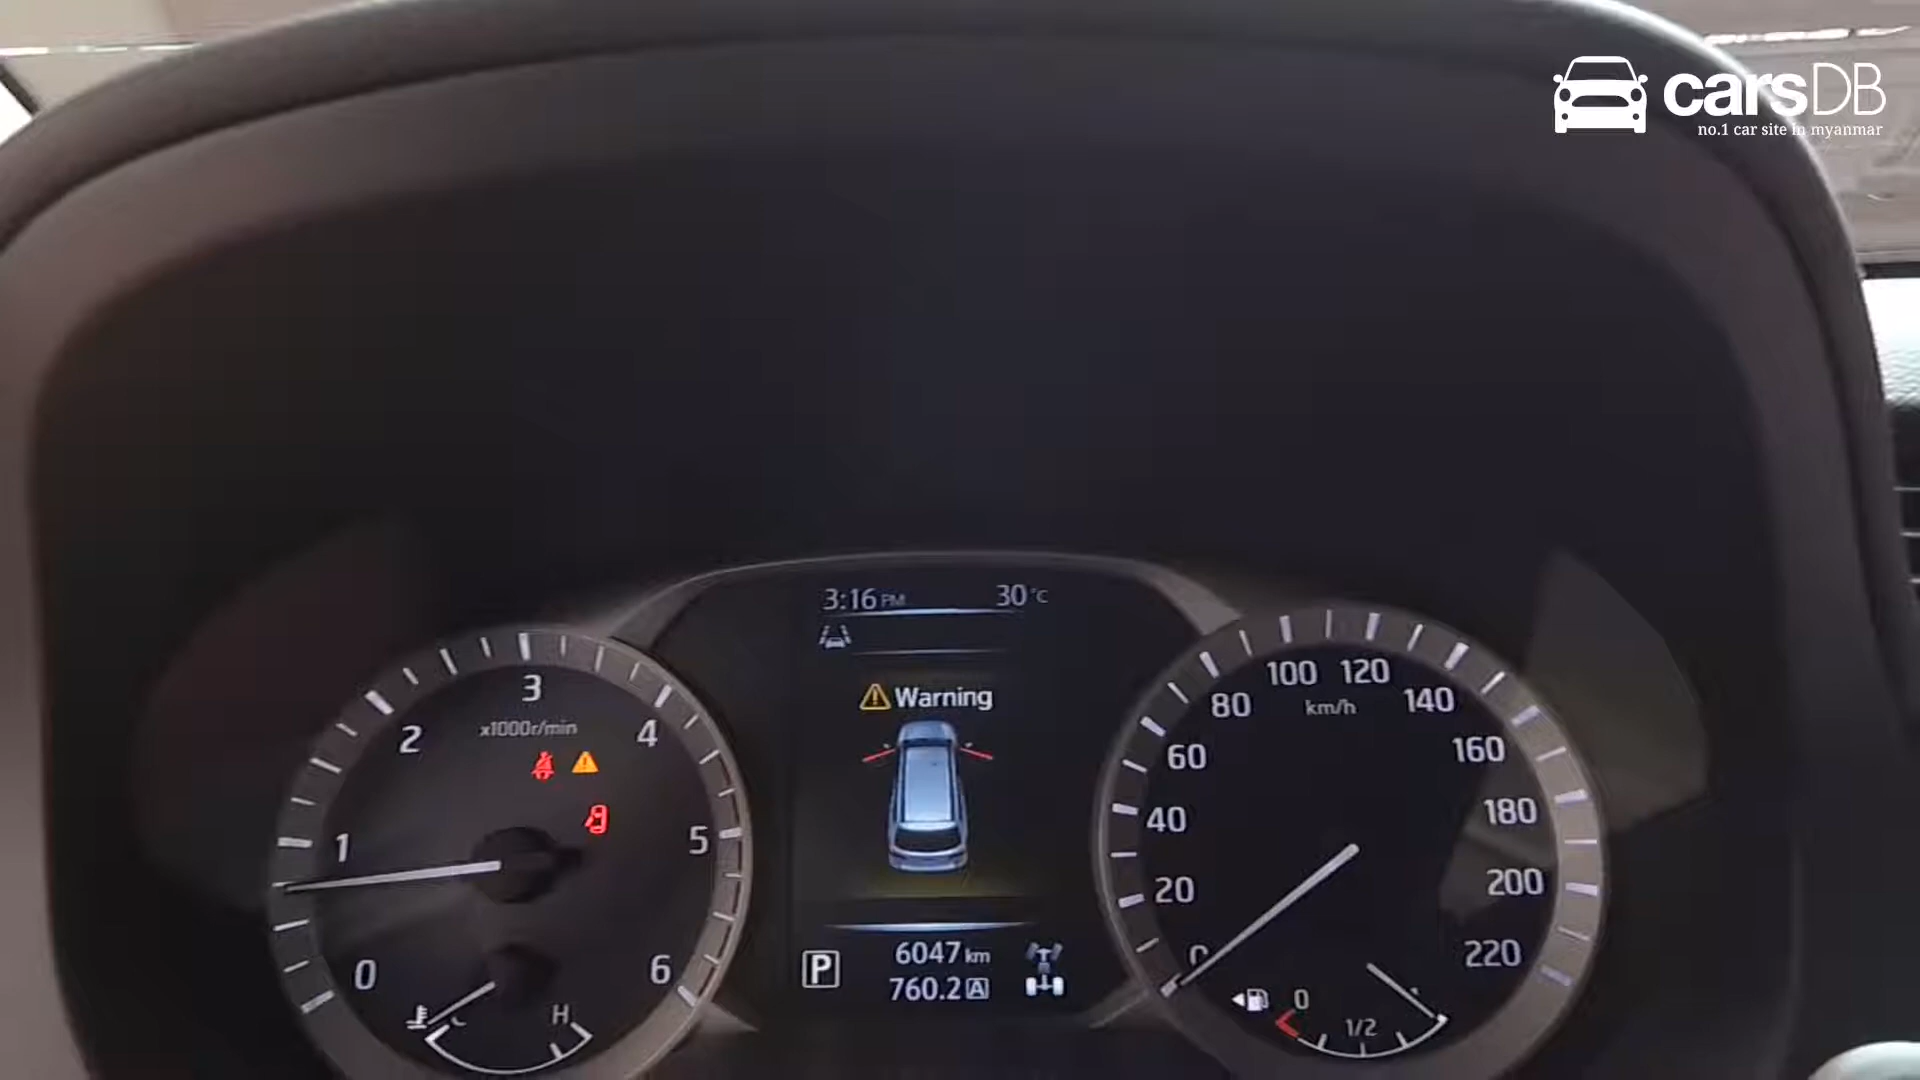 carsDB
no.1 car site in myanmar
3:16 PM 30°C
Warning
6047 km
760.2 A
P
0
1
2
3
4
5
6
x1000r/min
H
0
20
40
60
80
100
120
140
160
180
200
220
km/h
0
1/2